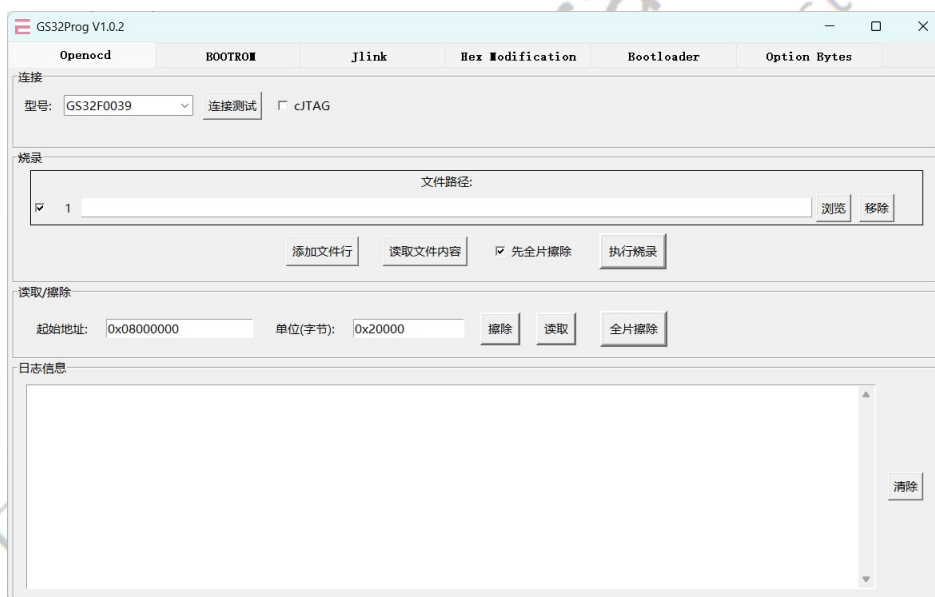 GS32Prog V1.0.2
Openocd BOOTROM Jlink Hex Modification Bootloader Option Bytes
连接
型号: GS32F0039 连接测试 cJTAG
烧录
文件路径:
1 浏览 移除
添加文件行 读取文件内容 先全片擦除 执行烧录
读取/擦除
起始地址: 0x08000000 单位(字节): 0x20000 擦除 读取 全片擦除
日志信息
清除